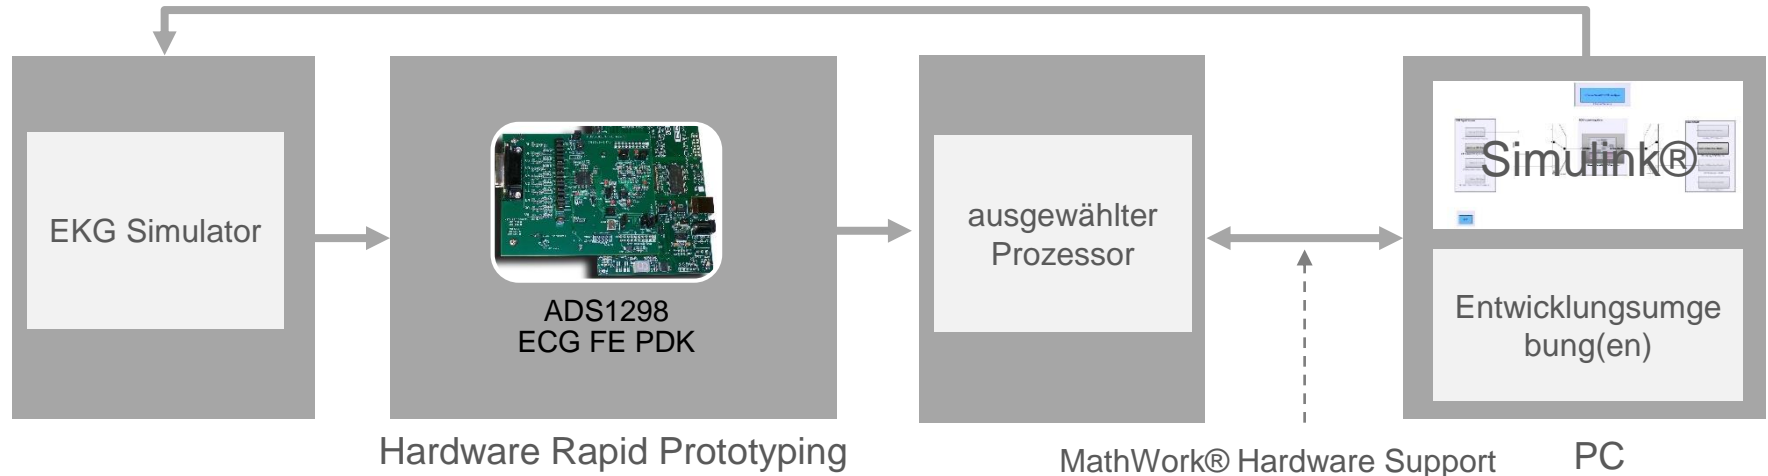 EKG Simulator
ADS1298
ECG FE PDK
ausgewählter
Prozessor
Simulink®
Entwicklungsumge
bung(en)
Hardware Rapid Prototyping
MathWork® Hardware Support
PC